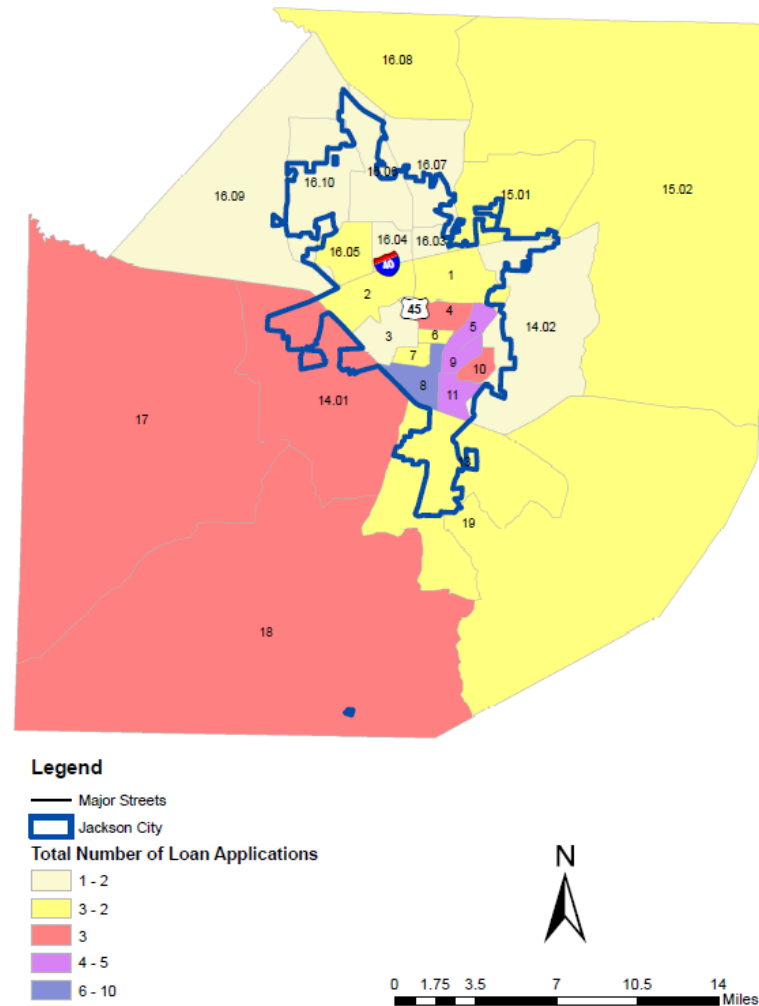 16.08
16.07
16.06
16.10
15.01
15.02
16.09
16.04
16.03
16.05
40
1
2
45
4
5
14.02
3
6
7
9
10
8
11
14.01
17
13
19
18
Legend
Major Streets
Jackson City
Total Number of Loan Applications
1 - 2
3 - 2
3
4 - 5
6 - 10
N
0 1.75 3.5 7 10.5 14
Miles